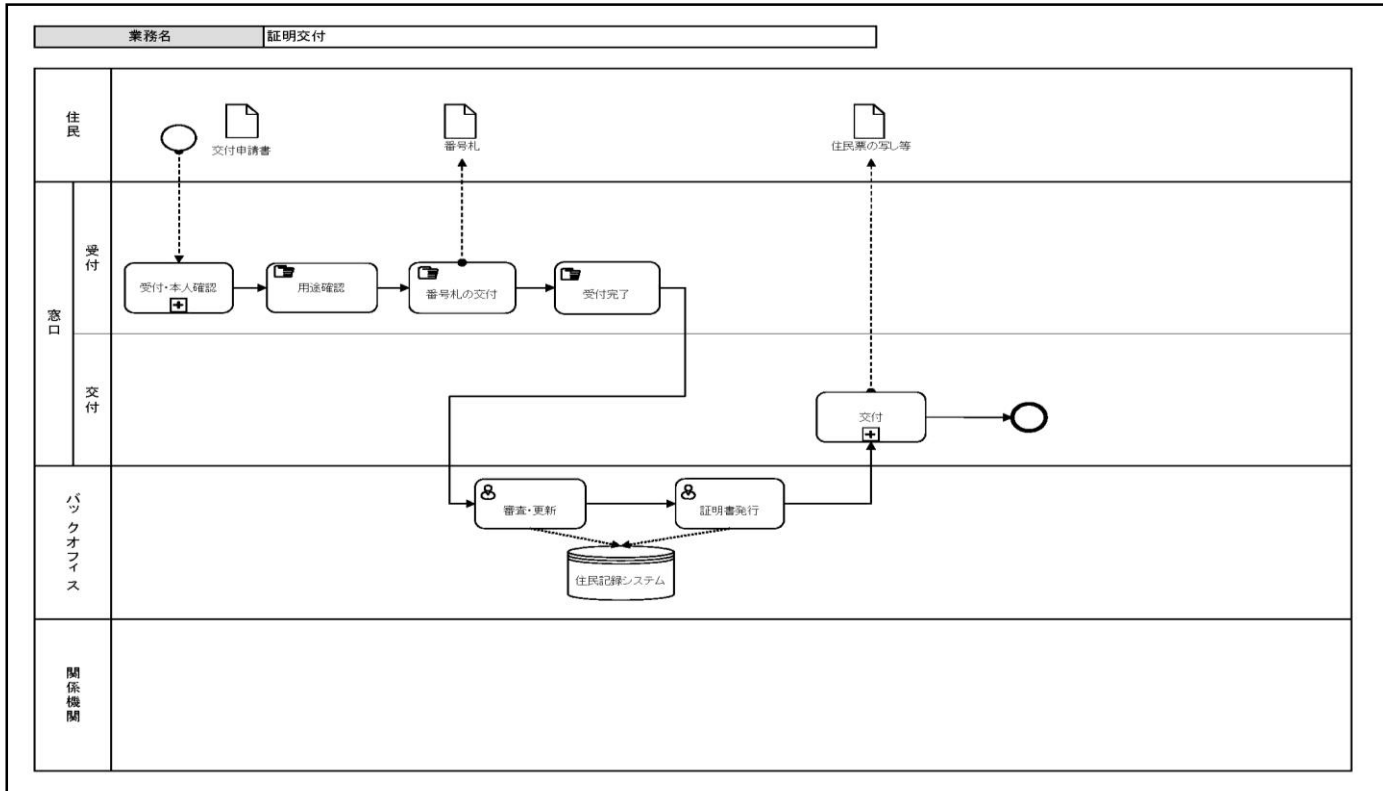 業務名
証明交付
住民
交付申請書
番号札
住民票の写し等
窓口
受付
受付・本人確認
用途確認
番号札の交付
受付完了
交付
交付
バックオフィス
審査・更新
証明書発行
住民記録システム
関係機関